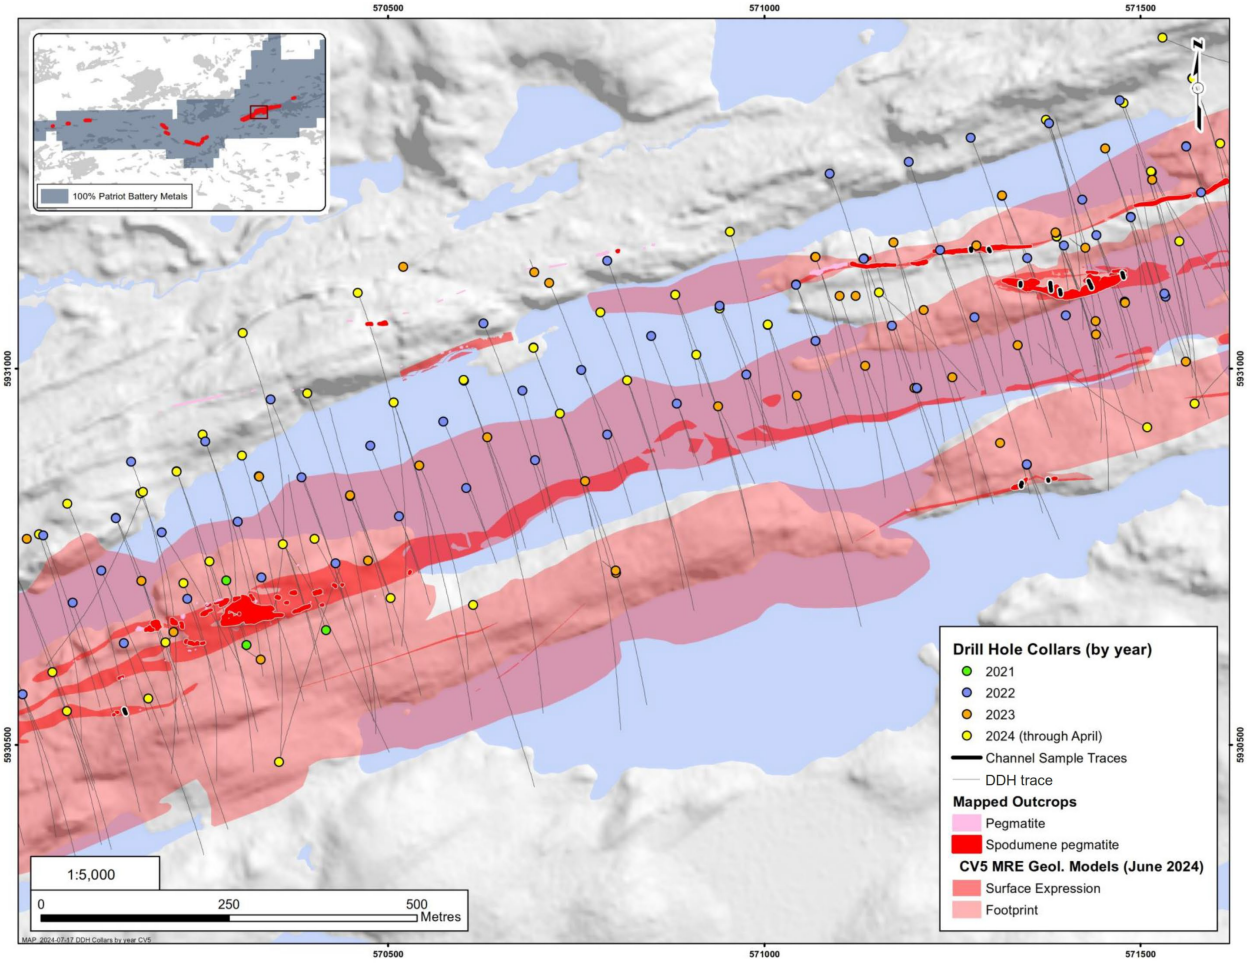 570500
571000
571500
N
100% Patriot Battery Metals
5931000
5931000
5930500
5930500
Drill Hole Collars (by year)
2021
2022
2023
2024 (through April)
Channel Sample Traces
DDH trace
Mapped Outcrops
Pegmatite
Spodumene pegmatite
CV5 MRE Geol. Models (June 2024)
Surface Expression
Footprint
1:5,000
0 250 500
Metres
MAP: 2024-07-17 DDH Collars by year CV5
570500
571000
571500